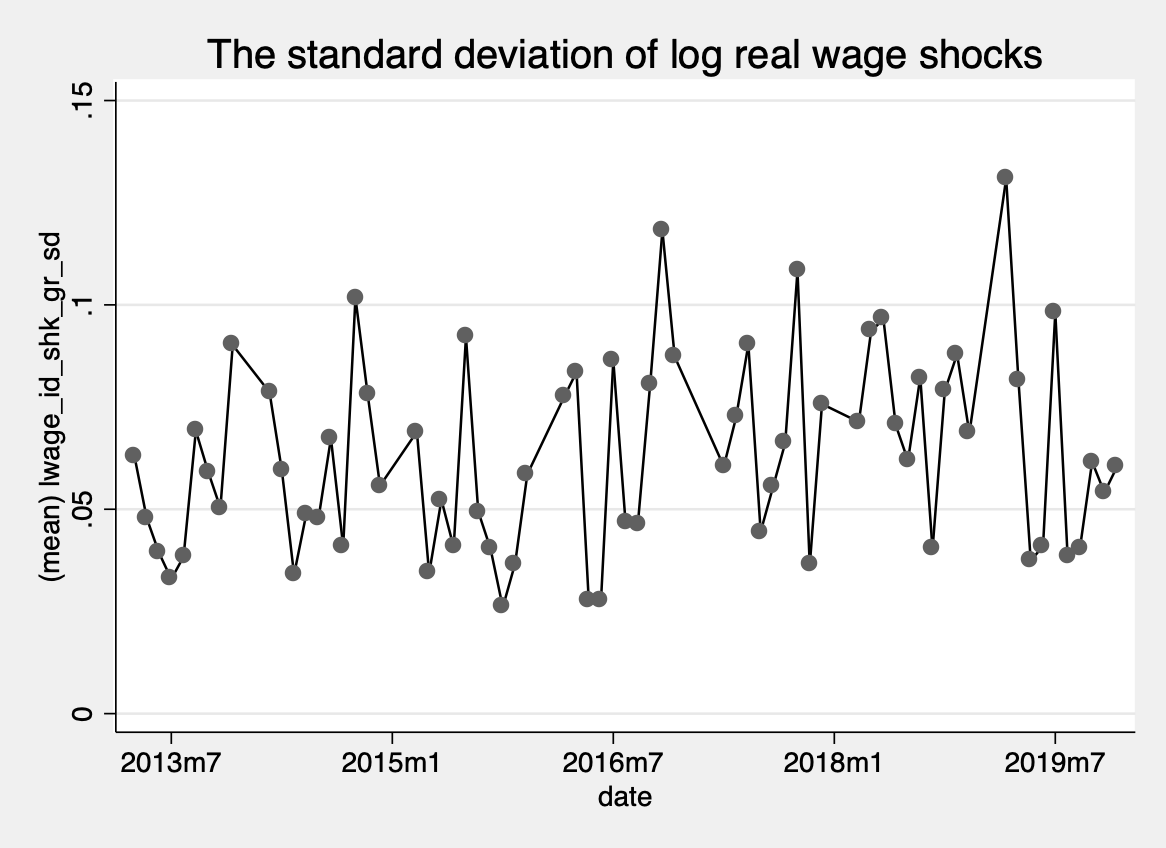 The standard deviation of log real wage shocks
(mean) lwage_id_shk_gr_sd
.15
.1
.05
0
2013m7
2015m1
2016m7
2018m1
2019m7
date